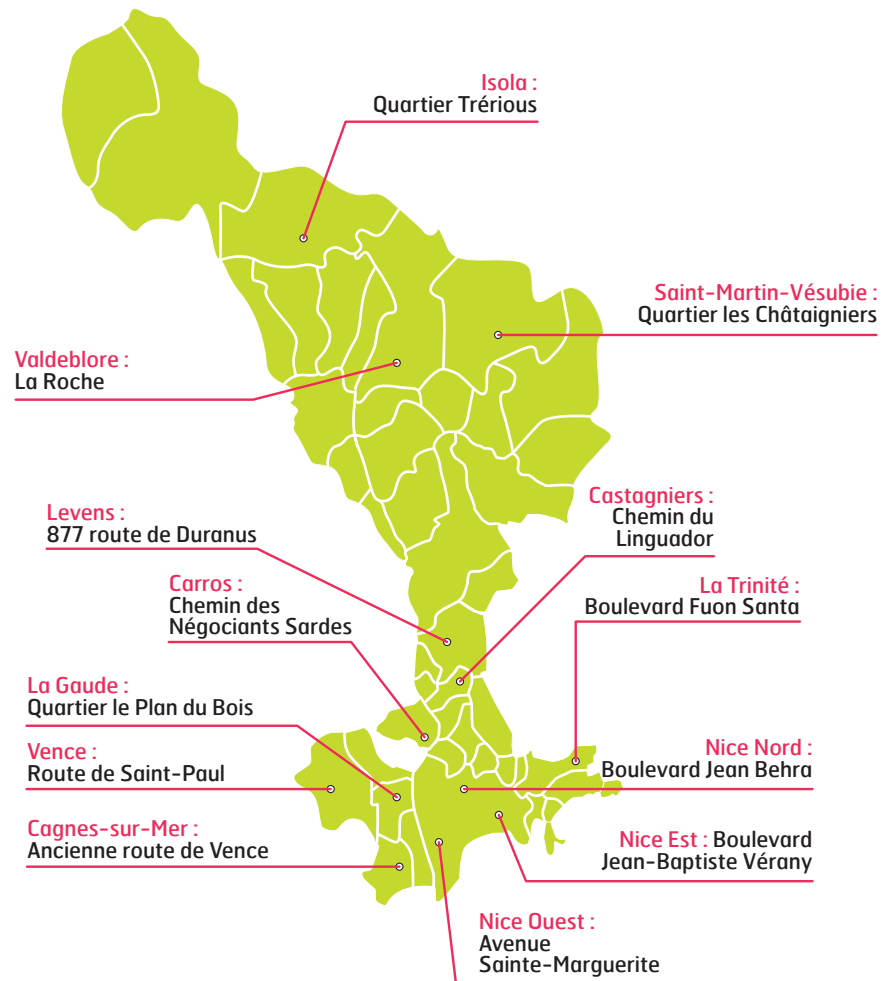 Isola :
Quartier Trérious
Saint-Martin-Vésubie :
Quartier les Châtaigniers
Valdeblore :
La Roche
Castagniers :
Chemin du
Linguador
Levens :
877 route de Duranus
Carros :
Chemin des
Négociants Sardes
La Trinité :
Boulevard Fuon Santa
La Gaude :
Quartier le Plan du Bois
Vence :
Route de Saint-Paul
Nice Nord :
Boulevard Jean Behra
Cagnes-sur-Mer :
Ancienne route de Vence
Nice Est : Boulevard
Jean-Baptiste Vérany
Nice Ouest :
Avenue
Sainte-Marguerite